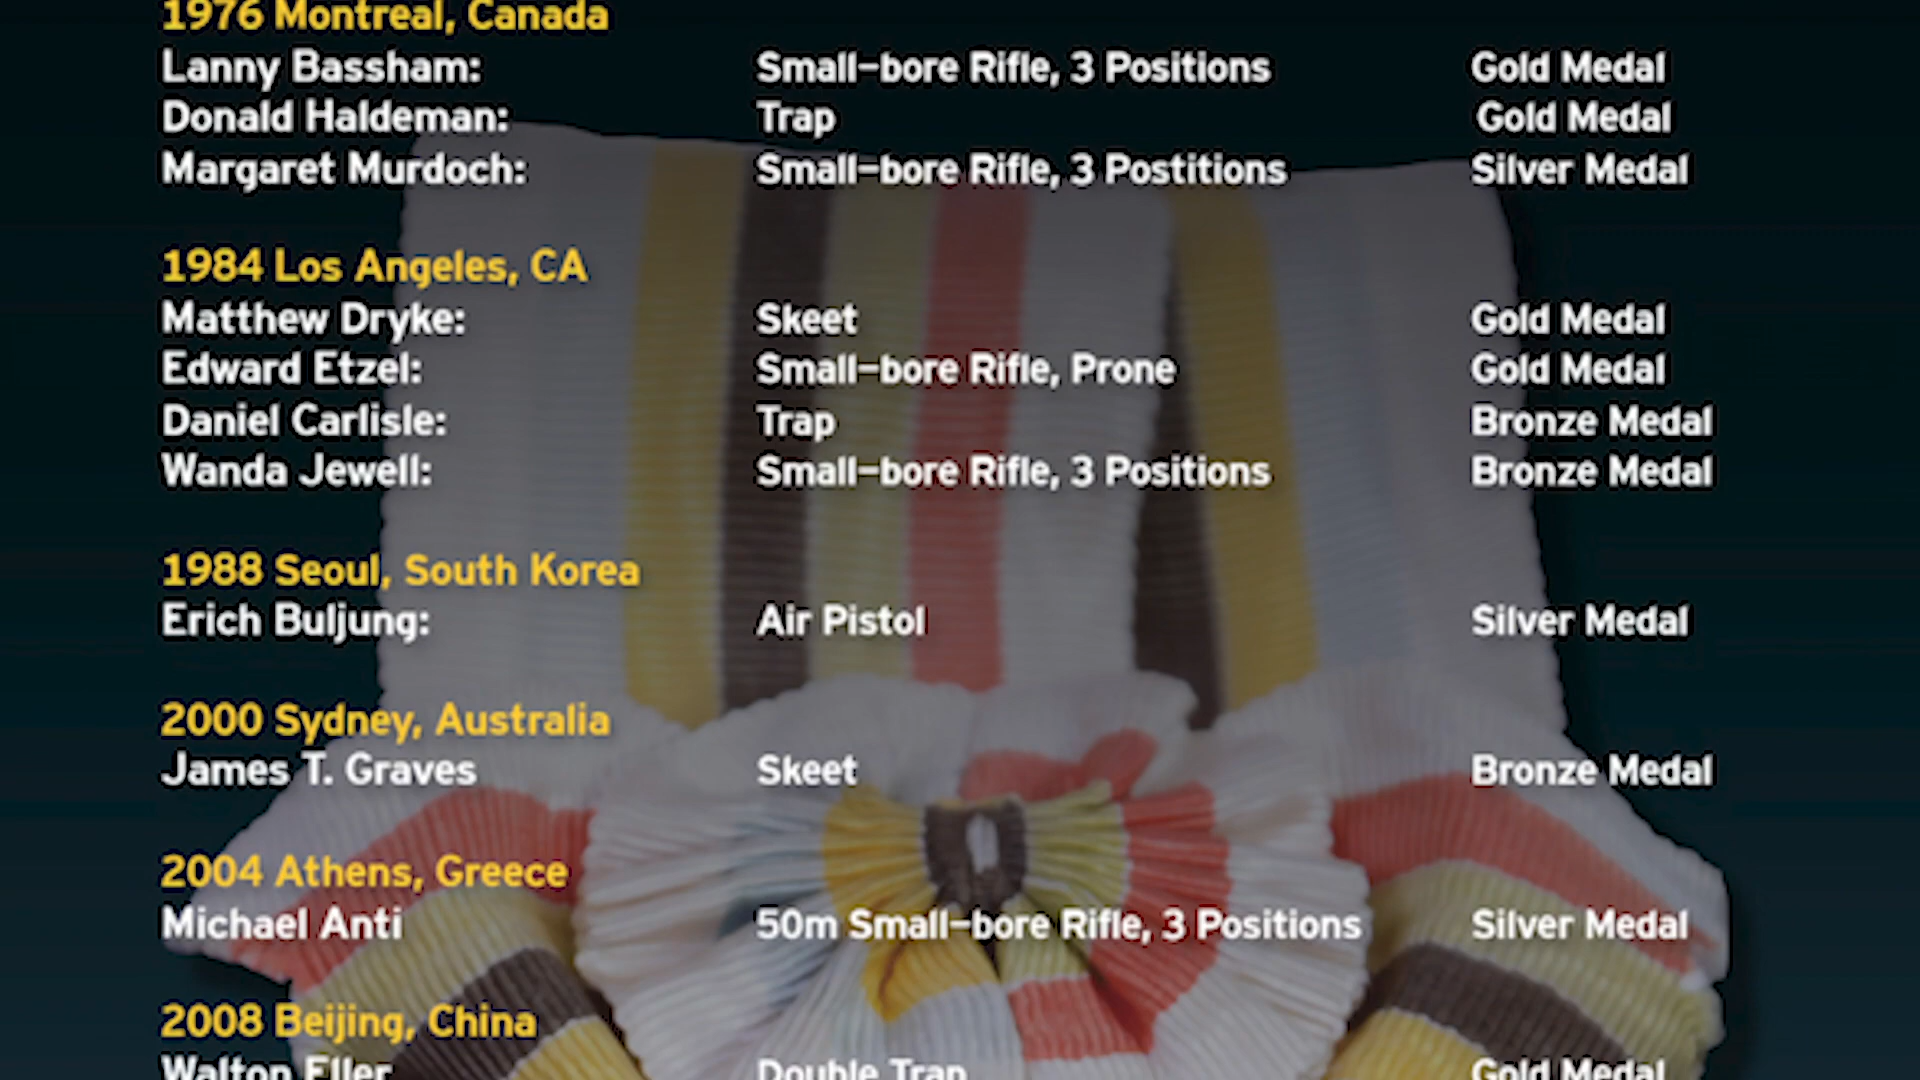 1976 Montreal, Canada
Lanny Bassham: Small-bore Rifle, 3 Positions Gold Medal
Donald Haldeman: Trap Gold Medal
Margaret Murdoch: Small-bore Rifle, 3 Postitions Silver Medal
1984 Los Angeles, CA
Matthew Dryke: Skeet Gold Medal
Edward Etzel: Small-bore Rifle, Prone Gold Medal
Daniel Carlisle: Trap Bronze Medal
Wanda Jewell: Small-bore Rifle, 3 Positions Bronze Medal
1988 Seoul, South Korea
Erich Buljung: Air Pistol Silver Medal
2000 Sydney, Australia
James T. Graves Skeet Bronze Medal
2004 Athens, Greece
Michael Anti 50m Small-bore Rifle, 3 Positions Silver Medal
2008 Beijing, China
Walton Eller Double Trap Gold Medal